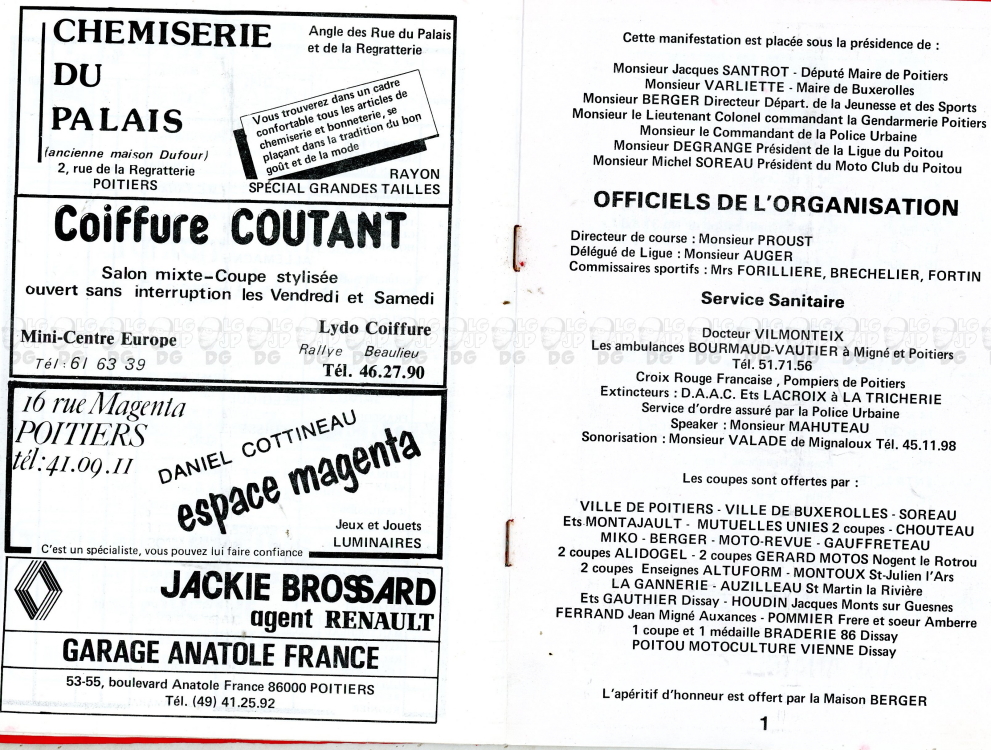 CHEMISERIE
DU
PALAIS
(ancienne maison Dufour)
2, rue de la Regratterie
POITIERS
Angle des Rue du Palais
et de la Regratterie
Vous trouverez dans un cadre
confortable tous les articles de
chemiserie et bonneterie, se
plaçant dans la tradition du bon
goût et de la mode
RAYON
SPÉCIAL GRANDES TAILLES
Coiffure COUTANT
Salon mixte-Coupe stylisée
ouvert sans interruption les Vendredi et Samedi
Mini-Centre Europe
Tél: 61 63 39
Lydo Coiffure
Rallye Beaulieu
Tél. 46.27.90
16 rue Magenta
POITIERS
tél: 41.09.11
DANIEL COTTINEAU
espace magenta
Jeux et Jouets
LUMINAIRES
C'est un spécialiste, vous pouvez lui faire confiance
JACKIE BROSSARD
agent RENAULT
GARAGE ANATOLE FRANCE
53-55, boulevard Anatole France 86000 POITIERS
Tél. (49) 41.25.92
Cette manifestation est placée sous la présidence de :
Monsieur Jacques SANTROT - Député Maire de Poitiers
Monsieur VARLIETTE - Maire de Buxerolles
Monsieur BERGER Directeur Départ. de la Jeunesse et des Sports
Monsieur le Lieutenant Colonel commandant la Gendarmerie Poitiers
Monsieur le Commandant de la Police Urbaine
Monsieur DEGRANGE Président de la Ligue du Poitou
Monsieur Michel SOREAU Président du Moto Club du Poitou
OFFICIELS DE L'ORGANISATION
Directeur de course : Monsieur PROUST
Délégué de Ligue : Monsieur AUGER
Commissaires sportifs : Mrs FORILLIERE, BRECHELIER, FORTIN
Service Sanitaire
Docteur VILMONTEIX
Les ambulances BOURMAUD-VAUTIER à Migné et Poitiers
Tél. 51.71.56
Croix Rouge Francaise , Pompiers de Poitiers
Extincteurs : D.A.A.C. Ets LACROIX à LA TRICHERIE
Service d'ordre assuré par la Police Urbaine
Speaker : Monsieur MAHUTEAU
Sonorisation : Monsieur VALADE de Mignaloux Tél. 45.11.98
Les coupes sont offertes par :
VILLE DE POITIERS - VILLE DE BUXEROLLES - SOREAU
Ets MONTAJAULT - MUTUELLES UNIES 2 coupes - CHOUTEAU
MIKO - BERGER - MOTO-REVUE - GAUFFRETEAU
2 coupes ALIDOGEL - 2 coupes GERARD MOTOS Nogent le Rotrou
2 coupes Enseignes ALTUFORM - MONTOUX St-Julien l'Ars
LA GANNERIE - AUZILLEAU St Martin la Rivière
Ets GAUTHIER Dissay - HOUDIN Jacques Monts sur Guesnes
FERRAND Jean Migné Auxances - POMMIER Frere et soeur Amberre
1 coupe et 1 médaille BRADERIE 86 Dissay
POITOU MOTOCULTURE VIENNE Dissay
L'apéritif d'honneur est offert par la Maison BERGER
1